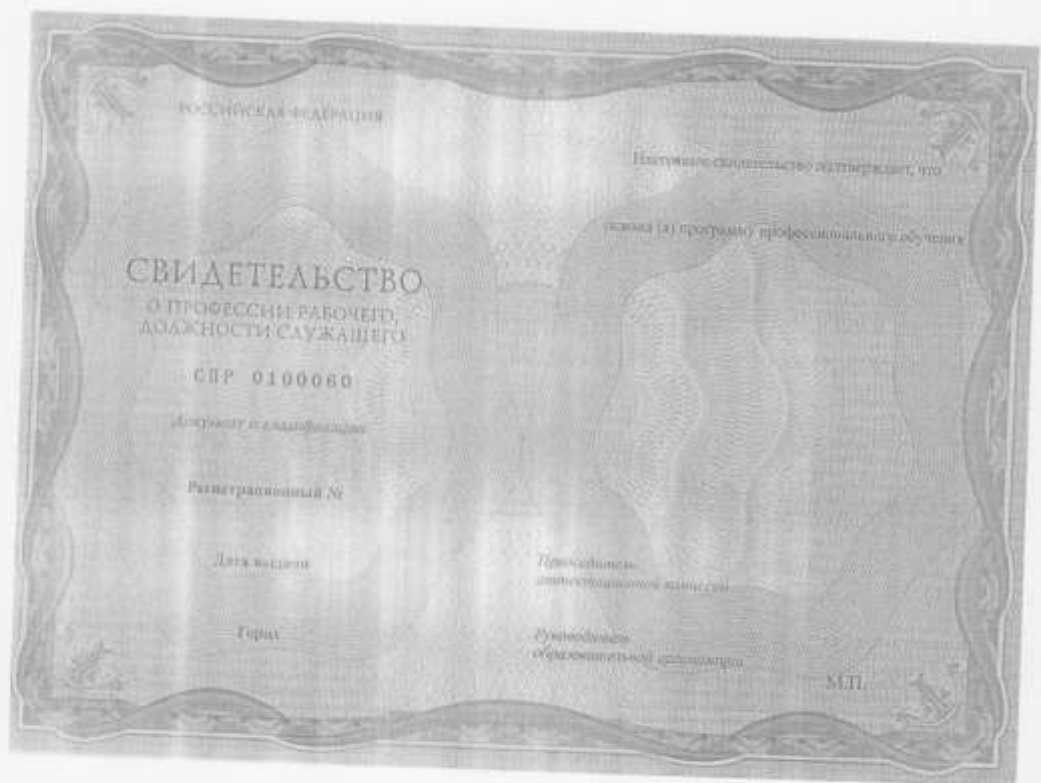 РОССИЙСКАЯ ФЕДЕРАЦИЯ
СВИДЕТЕЛЬСТВО
О ПРОФЕССИИ РАБОЧЕГО,
ДОЛЖНОСТИ СЛУЖАЩЕГО
СПР 0100060
Документ о квалификации
Регистрационный №
Дата выдачи
Город
Настоящее свидетельство подтверждает, что
освоил (а) программу профессионального обучения
Председатель
аттестационной комиссии
Руководитель
образовательной организации
М.П.